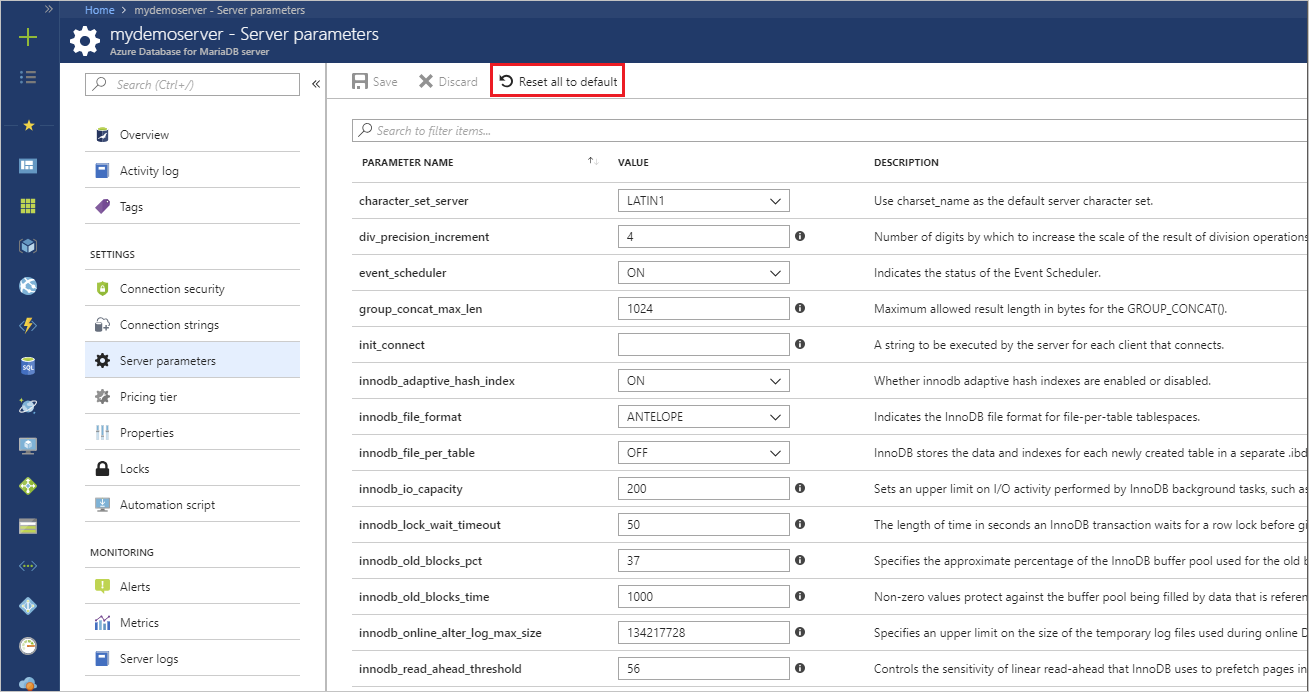 Home > mydemoserver - Server parameters
mydemoserver - Server parameters
Azure Database for MariaDB server
Search (Ctrl+/)
Overview
Activity log
Tags
SETTINGS
Connection security
Connection strings
Server parameters
Pricing tier
Properties
Locks
Automation script
MONITORING
Alerts
Metrics
Server logs
Save Discard Reset all to default
Search to filter items...
PARAMETER NAME VALUE DESCRIPTION
character_set_server LATIN1 Use charset_name as the default server character set.
div_precision_increment 4 Number of digits by which to increase the scale of the result of division operations
event_scheduler ON Indicates the status of the Event Scheduler.
group_concat_max_len 1024 Maximum allowed result length in bytes for the GROUP_CONCAT().
init_connect A string to be executed by the server for each client that connects.
innodb_adaptive_hash_index ON Whether innodb adaptive hash indexes are enabled or disabled.
innodb_file_format ANTELOPE Indicates the InnoDB file format for file-per-table tablespaces.
innodb_file_per_table OFF InnoDB stores the data and indexes for each newly created table in a separate .ibd
innodb_io_capacity 200 Sets an upper limit on I/O activity performed by InnoDB background tasks, such as
innodb_lock_wait_timeout 50 The length of time in seconds an InnoDB transaction waits for a row lock before gi
innodb_old_blocks_pct 37 Specifies the approximate percentage of the InnoDB buffer pool used for the old b
innodb_old_blocks_time 1000 Non-zero values protect against the buffer pool being filled by data that is referen
innodb_online_alter_log_max_size 134217728 Specifies an upper limit on the size of the temporary log files used during online D
innodb_read_ahead_threshold 56 Controls the sensitivity of linear read-ahead that InnoDB uses to prefetch pages in
SQL